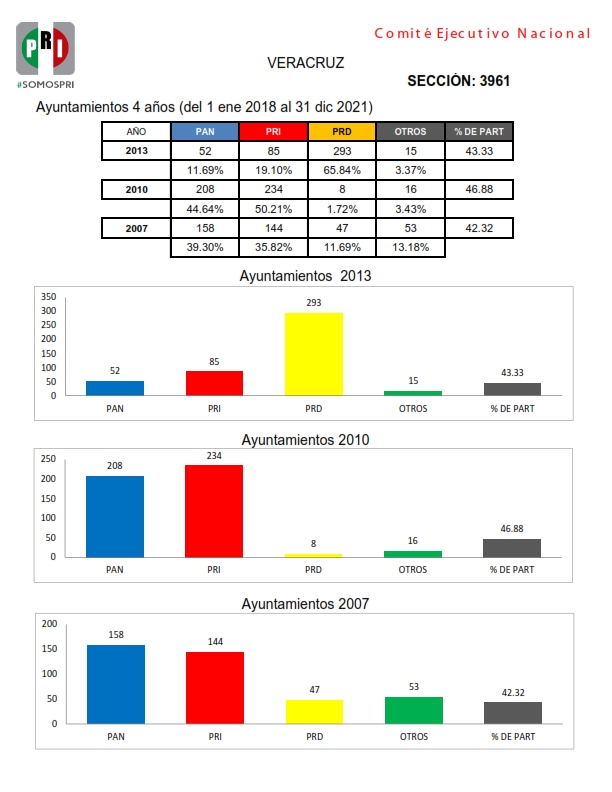 Comité Ejecutivo Nacional
PRI
#SOMOSPRI
VERACRUZ
SECCIÓN: 3961
Ayuntamientos 4 años (del 1 ene 2018 al 31 dic 2021)
AÑO PAN PRI PRD OTROS % DE PART
2013 52 85 293 15 43.33
11.69% 19.10% 65.84% 3.37%
2010 208 234 8 16 46.88
44.64% 50.21% 1.72% 3.43%
2007 158 144 47 53 42.32
39.30% 35.82% 11.69% 13.18%
Ayuntamientos 2013
350
300
250
200
150
100
50
0
52 85 293 15 43.33
PAN PRI PRD OTROS % DE PART
Ayuntamientos 2010
250
200
150
100
50
0
208 234 8 16 46.88
PAN PRI PRD OTROS % DE PART
Ayuntamientos 2007
200
150
100
50
0
158 144 47 53 42.32
PAN PRI PRD OTROS % DE PART